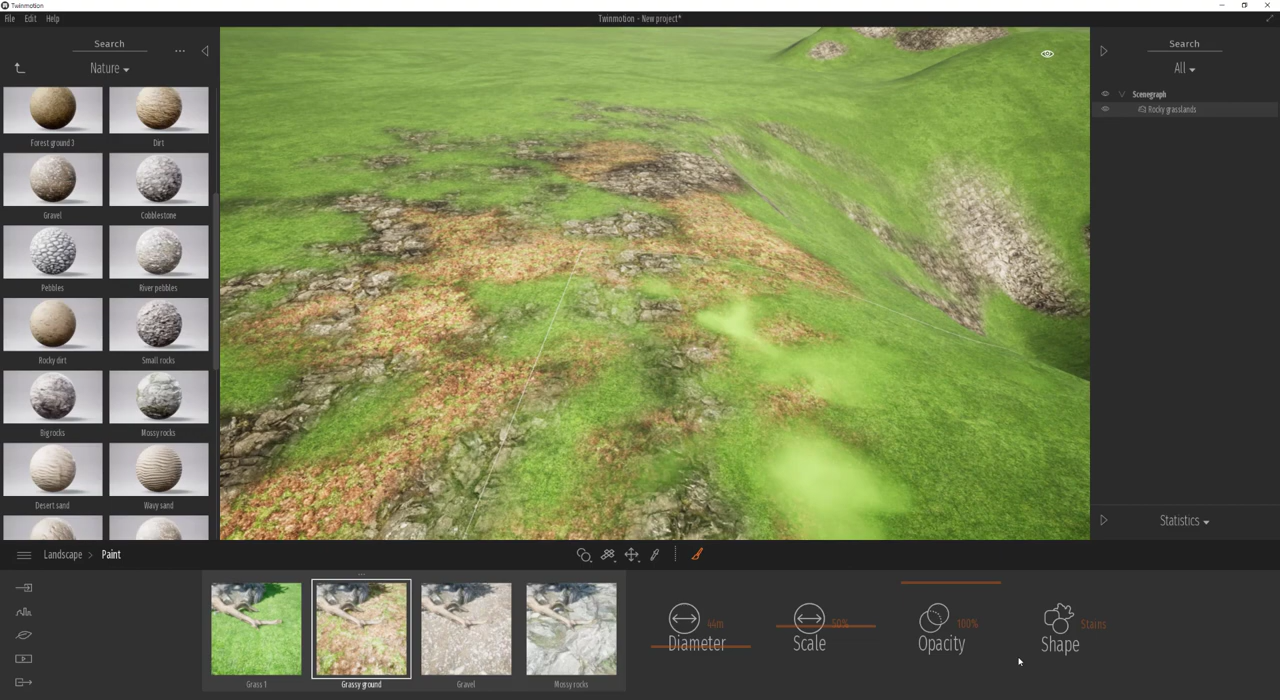 Twinmotion
File Edit Help
Twinmotion - New project*
Search
...
Nature
Forest ground 3
Dirt
Gravel
Cobblestone
Pebbles
River pebbles
Rocky dirt
Small rocks
Big rocks
Mossy rocks
Desert sand
Wavy sand
Search
All
Scenegraph
Rocky grasslands
Statistics
Landscape > Paint
Grass 1
Grassy ground
Gravel
Mossy rocks
44m
Diameter
50%
Scale
100%
Opacity
Stains
Shape